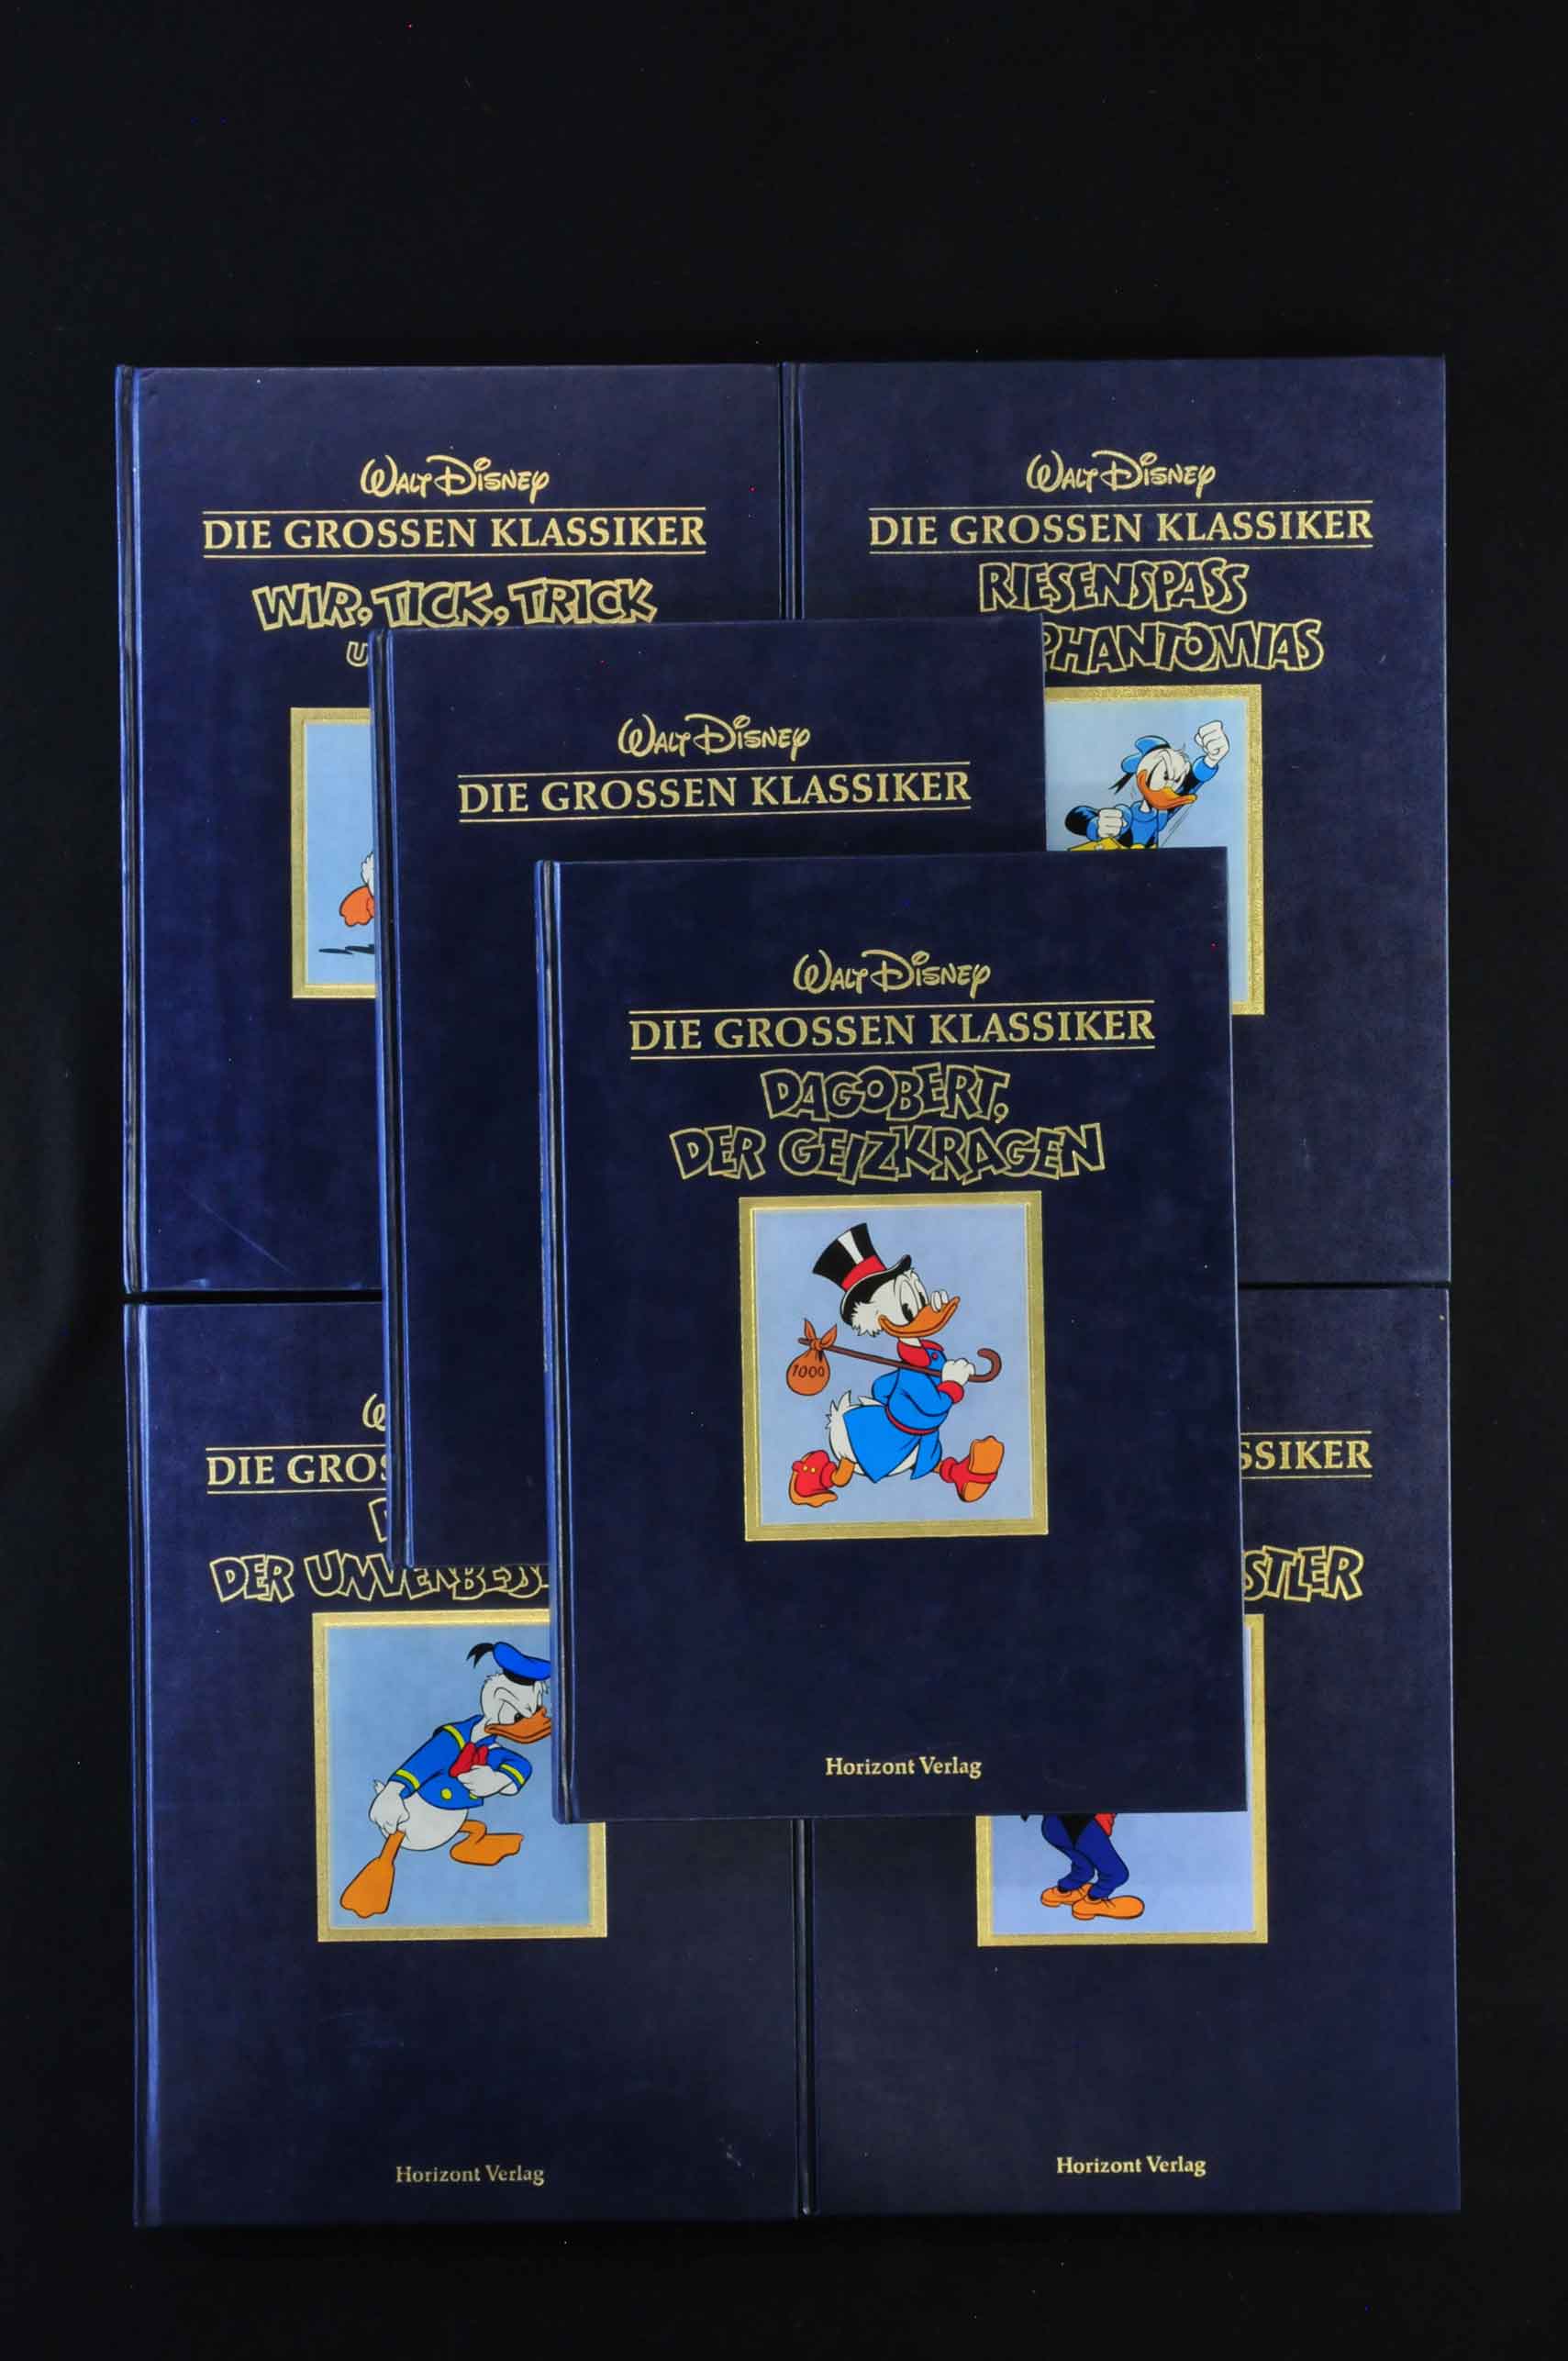 WALT DISNEY
DIE GROSSEN KLASSIKER
WIR, TICK, TRICK
WALT DISNEY
DIE GROSSEN KLASSIKER
RIESENSPASS
PHANTOMIAS
WALT DISNEY
DIE GROSSEN KLASSIKER
WALT DISNEY
DIE GROSSEN KLASSIKER
DAGOBERT,
DER GEIZKRAGEN
1000
Horizont Verlag
DIE GROS
DER
Horizont Verlag
SSIKER
STLER
Horizont Verlag